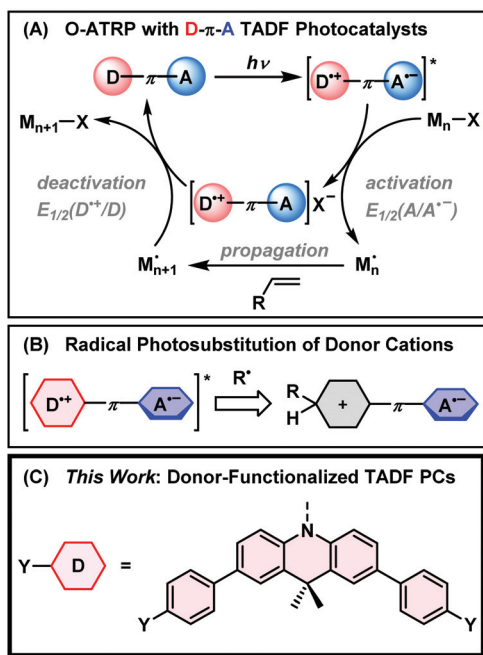 (A) O-ATRP with D-π-A TADF Photocatalysts
D π A hν [D•+ π A•−]*
Mn+1—X Mn—X
deactivation [D•+ π A]X− activation
E1/2(D•+/D) E1/2(A/A•−)
propagation
M•n+1 M•n
R
(B) Radical Photosubstitution of Donor Cations
[D•+ π A•−]* R• R H + π A•−
(C) This Work: Donor-Functionalized TADF PCs
N
Y D =
Y Y